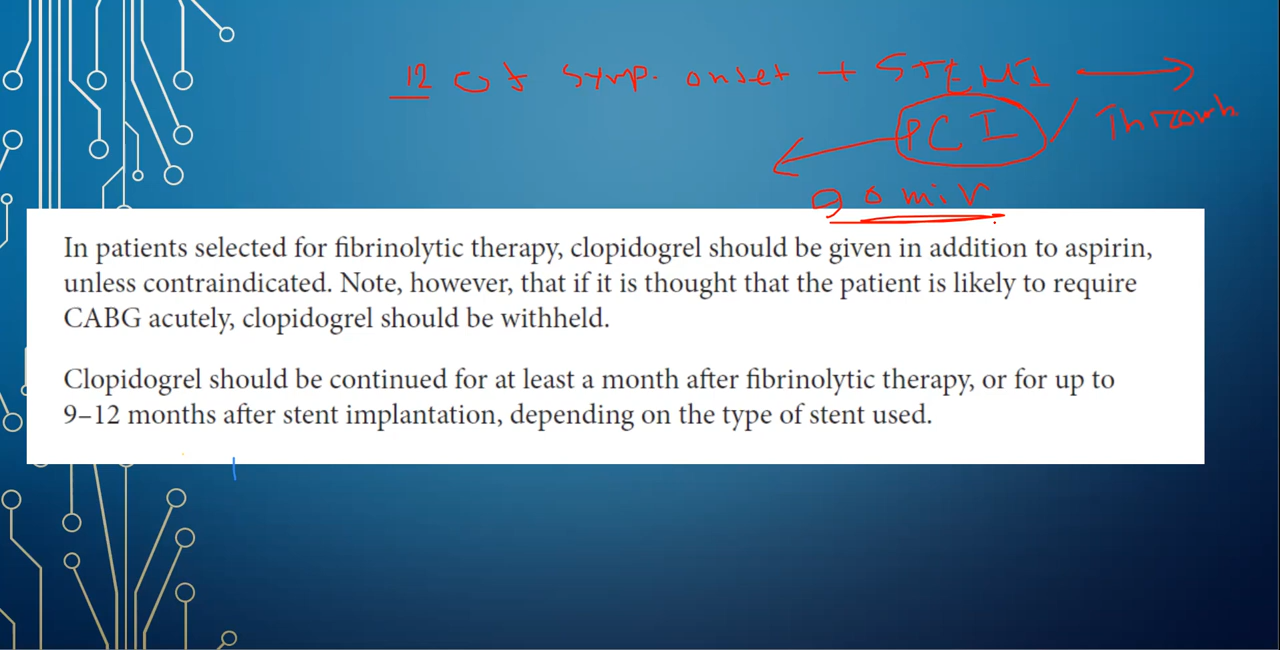 12 of symp. onset + STEMI
PCI / Thromb
90 min
In patients selected for fibrinolytic therapy, clopidogrel should be given in addition to aspirin,
unless contraindicated. Note, however, that if it is thought that the patient is likely to require
CABG acutely, clopidogrel should be withheld.
Clopidogrel should be continued for at least a month after fibrinolytic therapy, or for up to
9–12 months after stent implantation, depending on the type of stent used.